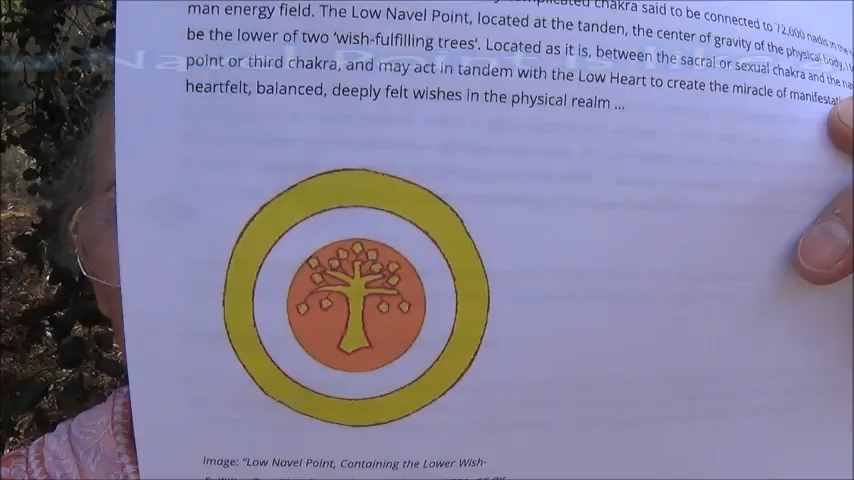 chakra said to be connected to 72,000 nadis in the
man energy field. The Low Navel Point, located at the tanden, the center of gravity of the physical body,
be the lower of two ‘wish-fulfilling trees’. Located as it is, between the sacral or sexual chakra and the
point or third chakra, and may act in tandem with the Low Heart to create the miracle of
heartfelt, balanced, deeply felt wishes in the physical realm ...
Image: "Low Navel Point, Containing the Lower Wish-